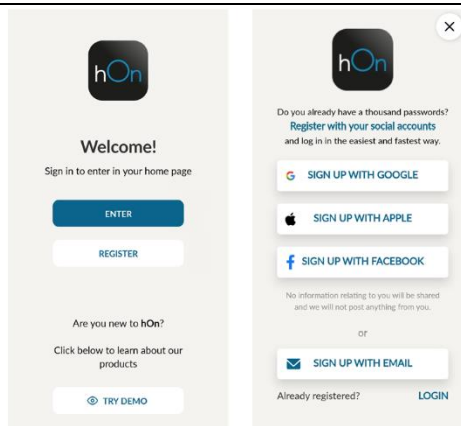 hOn
Welcome!
Sign in to enter in your home page
ENTER
REGISTER
Are you new to hOn?
Click below to learn about our
products
TRY DEMO
hOn
Do you already have a thousand passwords?
Register with your social accounts
and log in in the easiest and fastest way.
SIGN UP WITH GOOGLE
SIGN UP WITH APPLE
SIGN UP WITH FACEBOOK
No information relating to you will be shared
and we will not post anything from you.
or
SIGN UP WITH EMAIL
Already registered? LOGIN